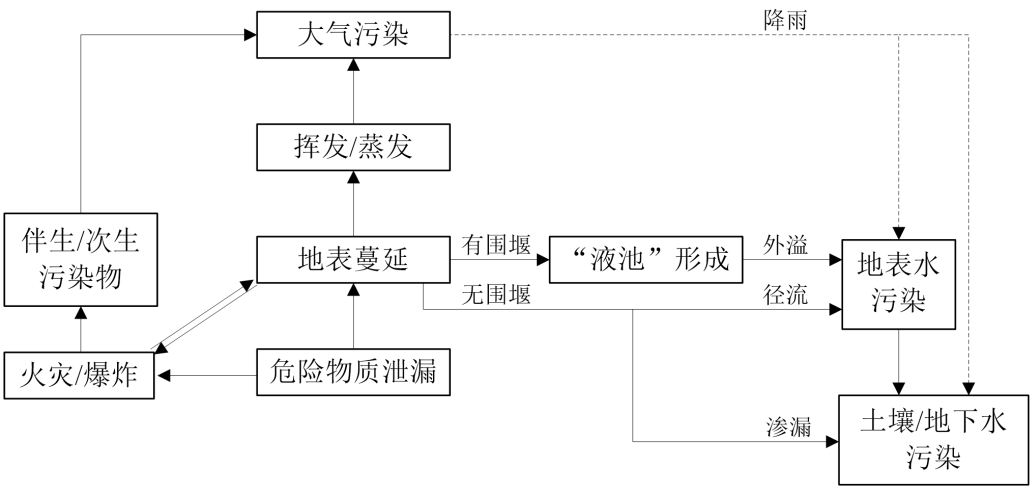 降雨
大气污染
挥发/蒸发
伴生/次生
污染物
地表蔓延
有围堰
“液池”形成
外溢
地表水
污染
无围堰
径流
火灾/爆炸
危险物质泄漏
渗漏
土壤/地下水
污染